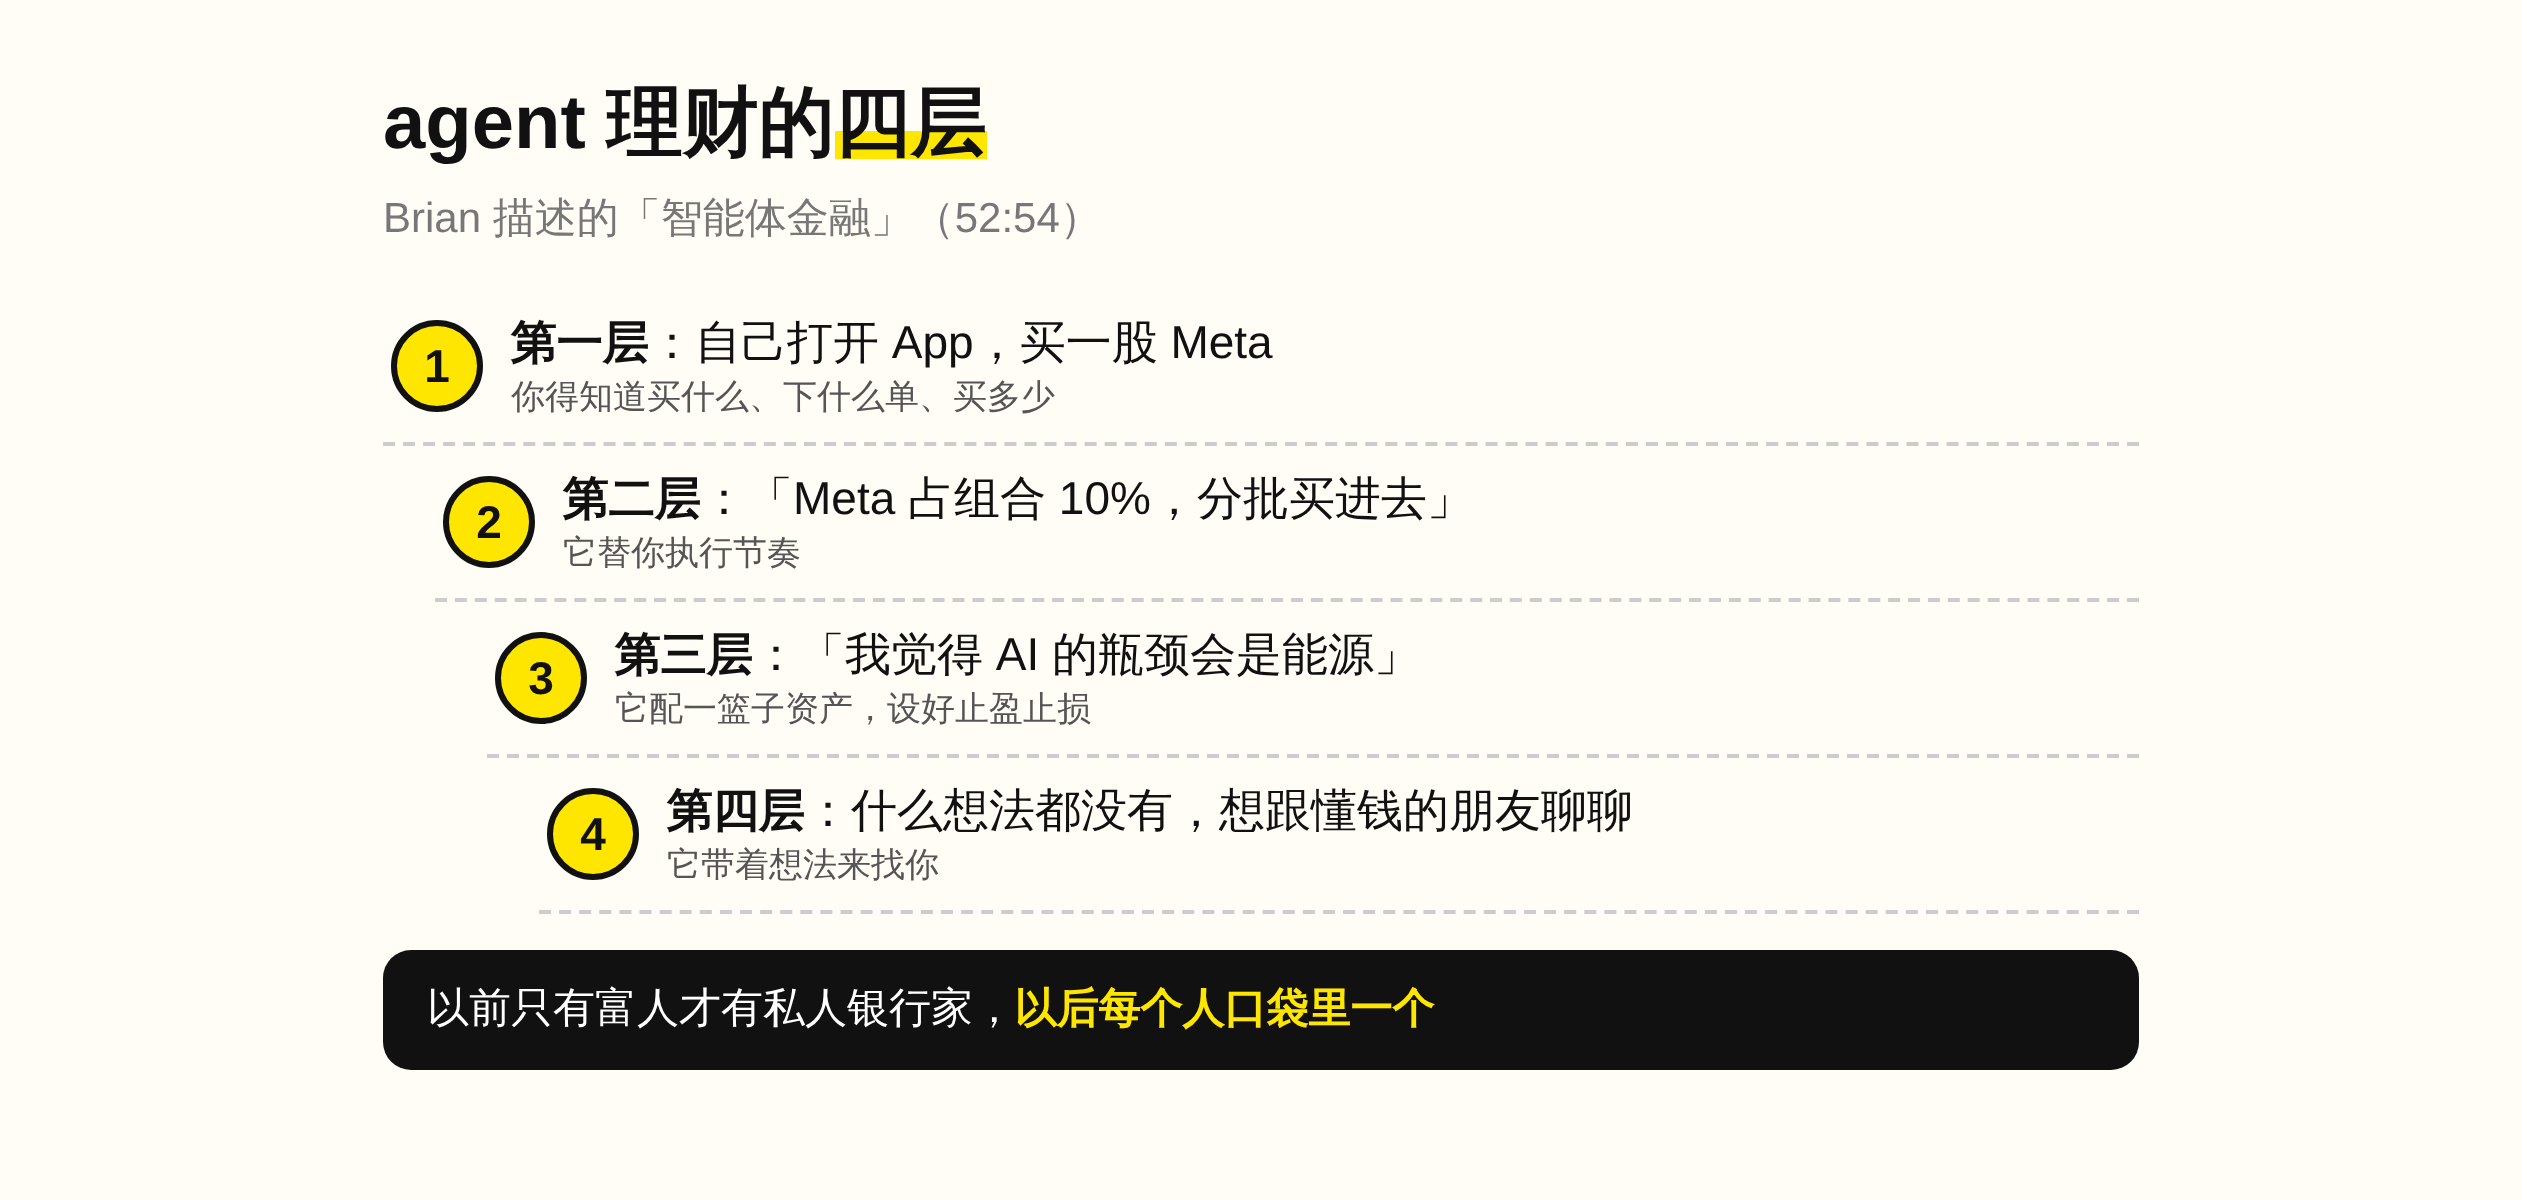 agent 理财的四层
Brian 描述的「智能体金融」（52:54）
1
第一层：自己打开 App，买一股 Meta
你得知道买什么、下什么单、买多少
2
第二层：「Meta 占组合 10%，分批买进去」
它替你执行节奏
3
第三层：「我觉得 AI 的瓶颈会是能源」
它配一篮子资产，设好止盈止损
4
第四层：什么想法都没有，想跟懂钱的朋友聊聊
它带着想法来找你
以前只有富人才有私人银行家，以后每个人口袋里一个